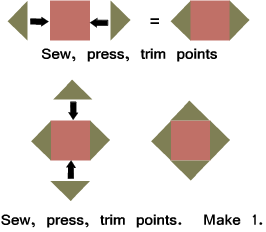 =
Sew, press, trim points
Sew, press, trim points. Make 1.